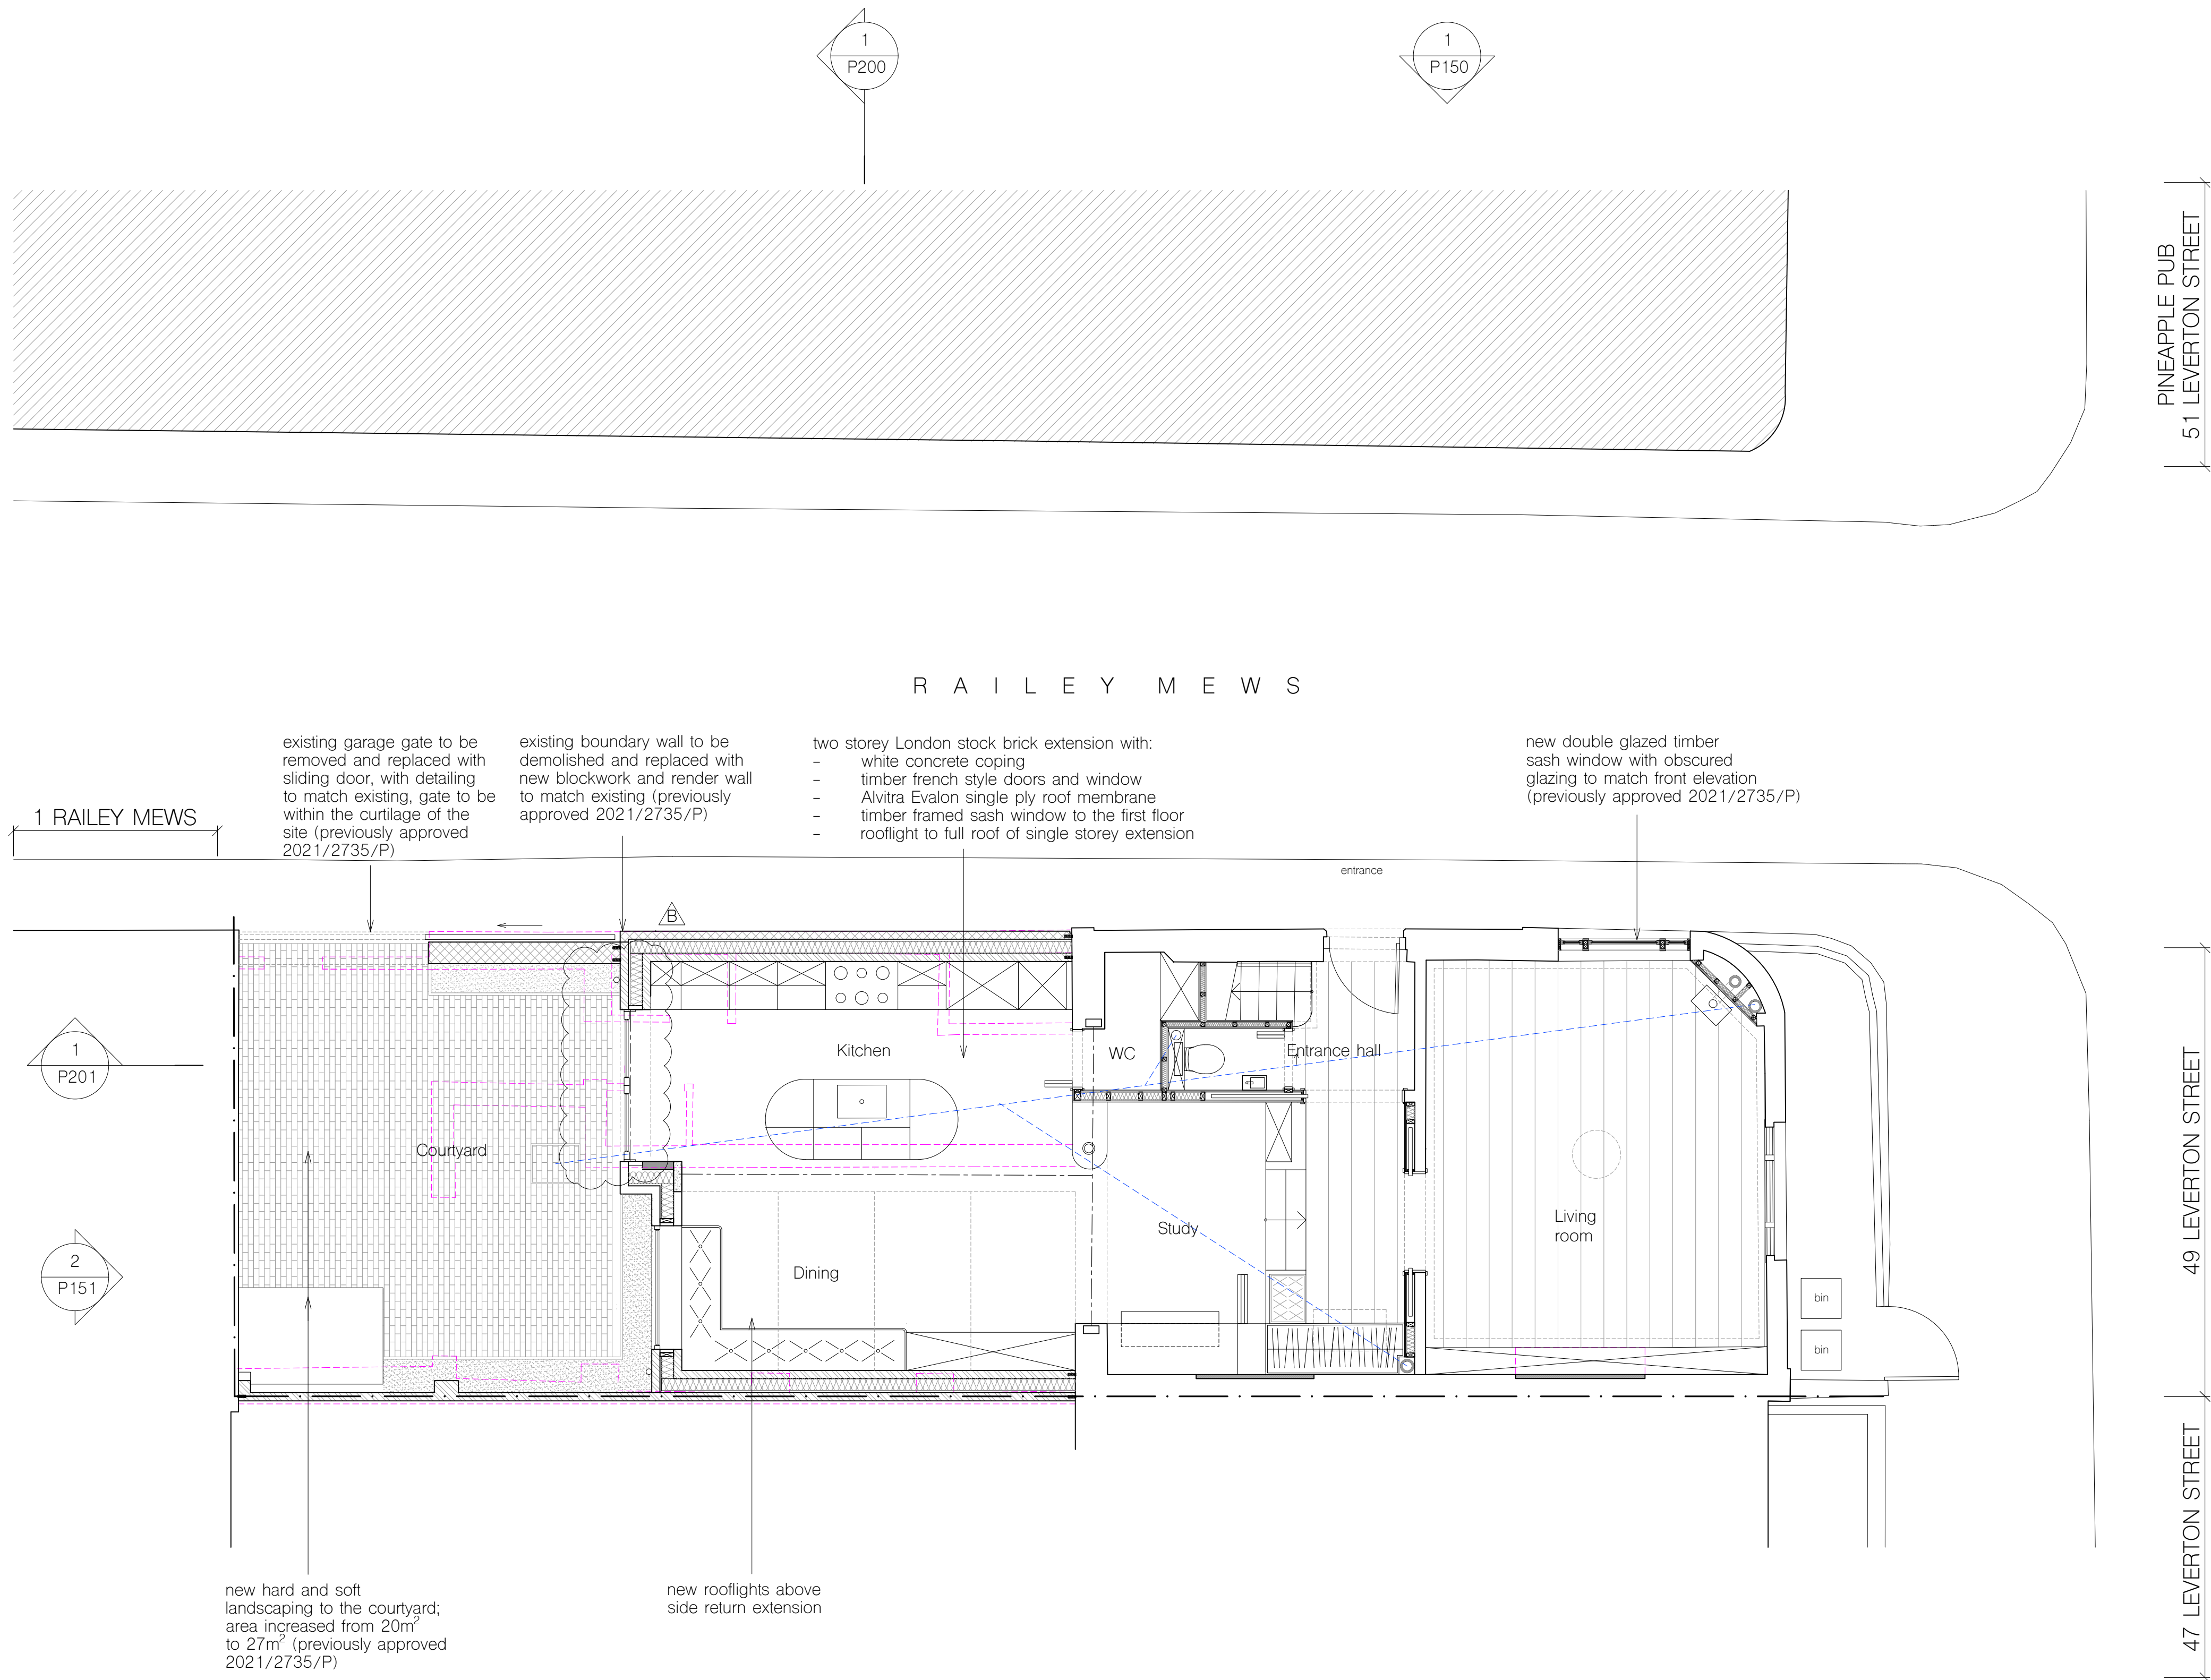 1
P200
1
P150
PINEAPPLE PUB
51 LEVERTON STREET
RAILEY MEWS
existing garage gate to be
removed and replaced with
sliding door, with detailing
to match existing, gate to be
within the curtilage of the
site (previously approved
2021/2735/P)
existing boundary wall to be
demolished and replaced with
new blockwork and render wall
to match existing (previously
approved 2021/2735/P)
two storey London stock brick extension with:
- white concrete coping
- timber french style doors and window
- Alvitra Evalon single ply roof membrane
- timber framed sash window to the first floor
- rooflight to full roof of single storey extension
new double glazed timber
sash window with obscured
glazing to match front elevation
(previously approved 2021/2735/P)
1 RAILEY MEWS
entrance
B
1
P201
Kitchen
WC
Entrance hall
Courtyard
Study
Living
room
Dining
2
P151
bin
bin
49 LEVERTON STREET
47 LEVERTON STREET
new hard and soft
landscaping to the courtyard;
area increased from 20m²
to 27m² (previously approved
2021/2735/P)
new rooflights above
side return extension